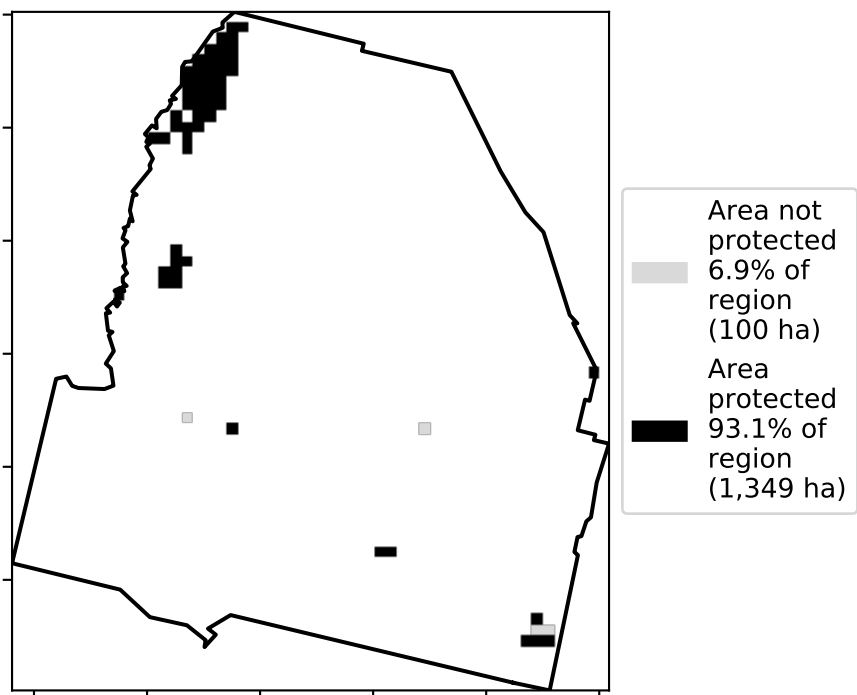 Area not
protected
6.9% of
region
(100 ha)
Area
protected
93.1% of
region
(1,349 ha)